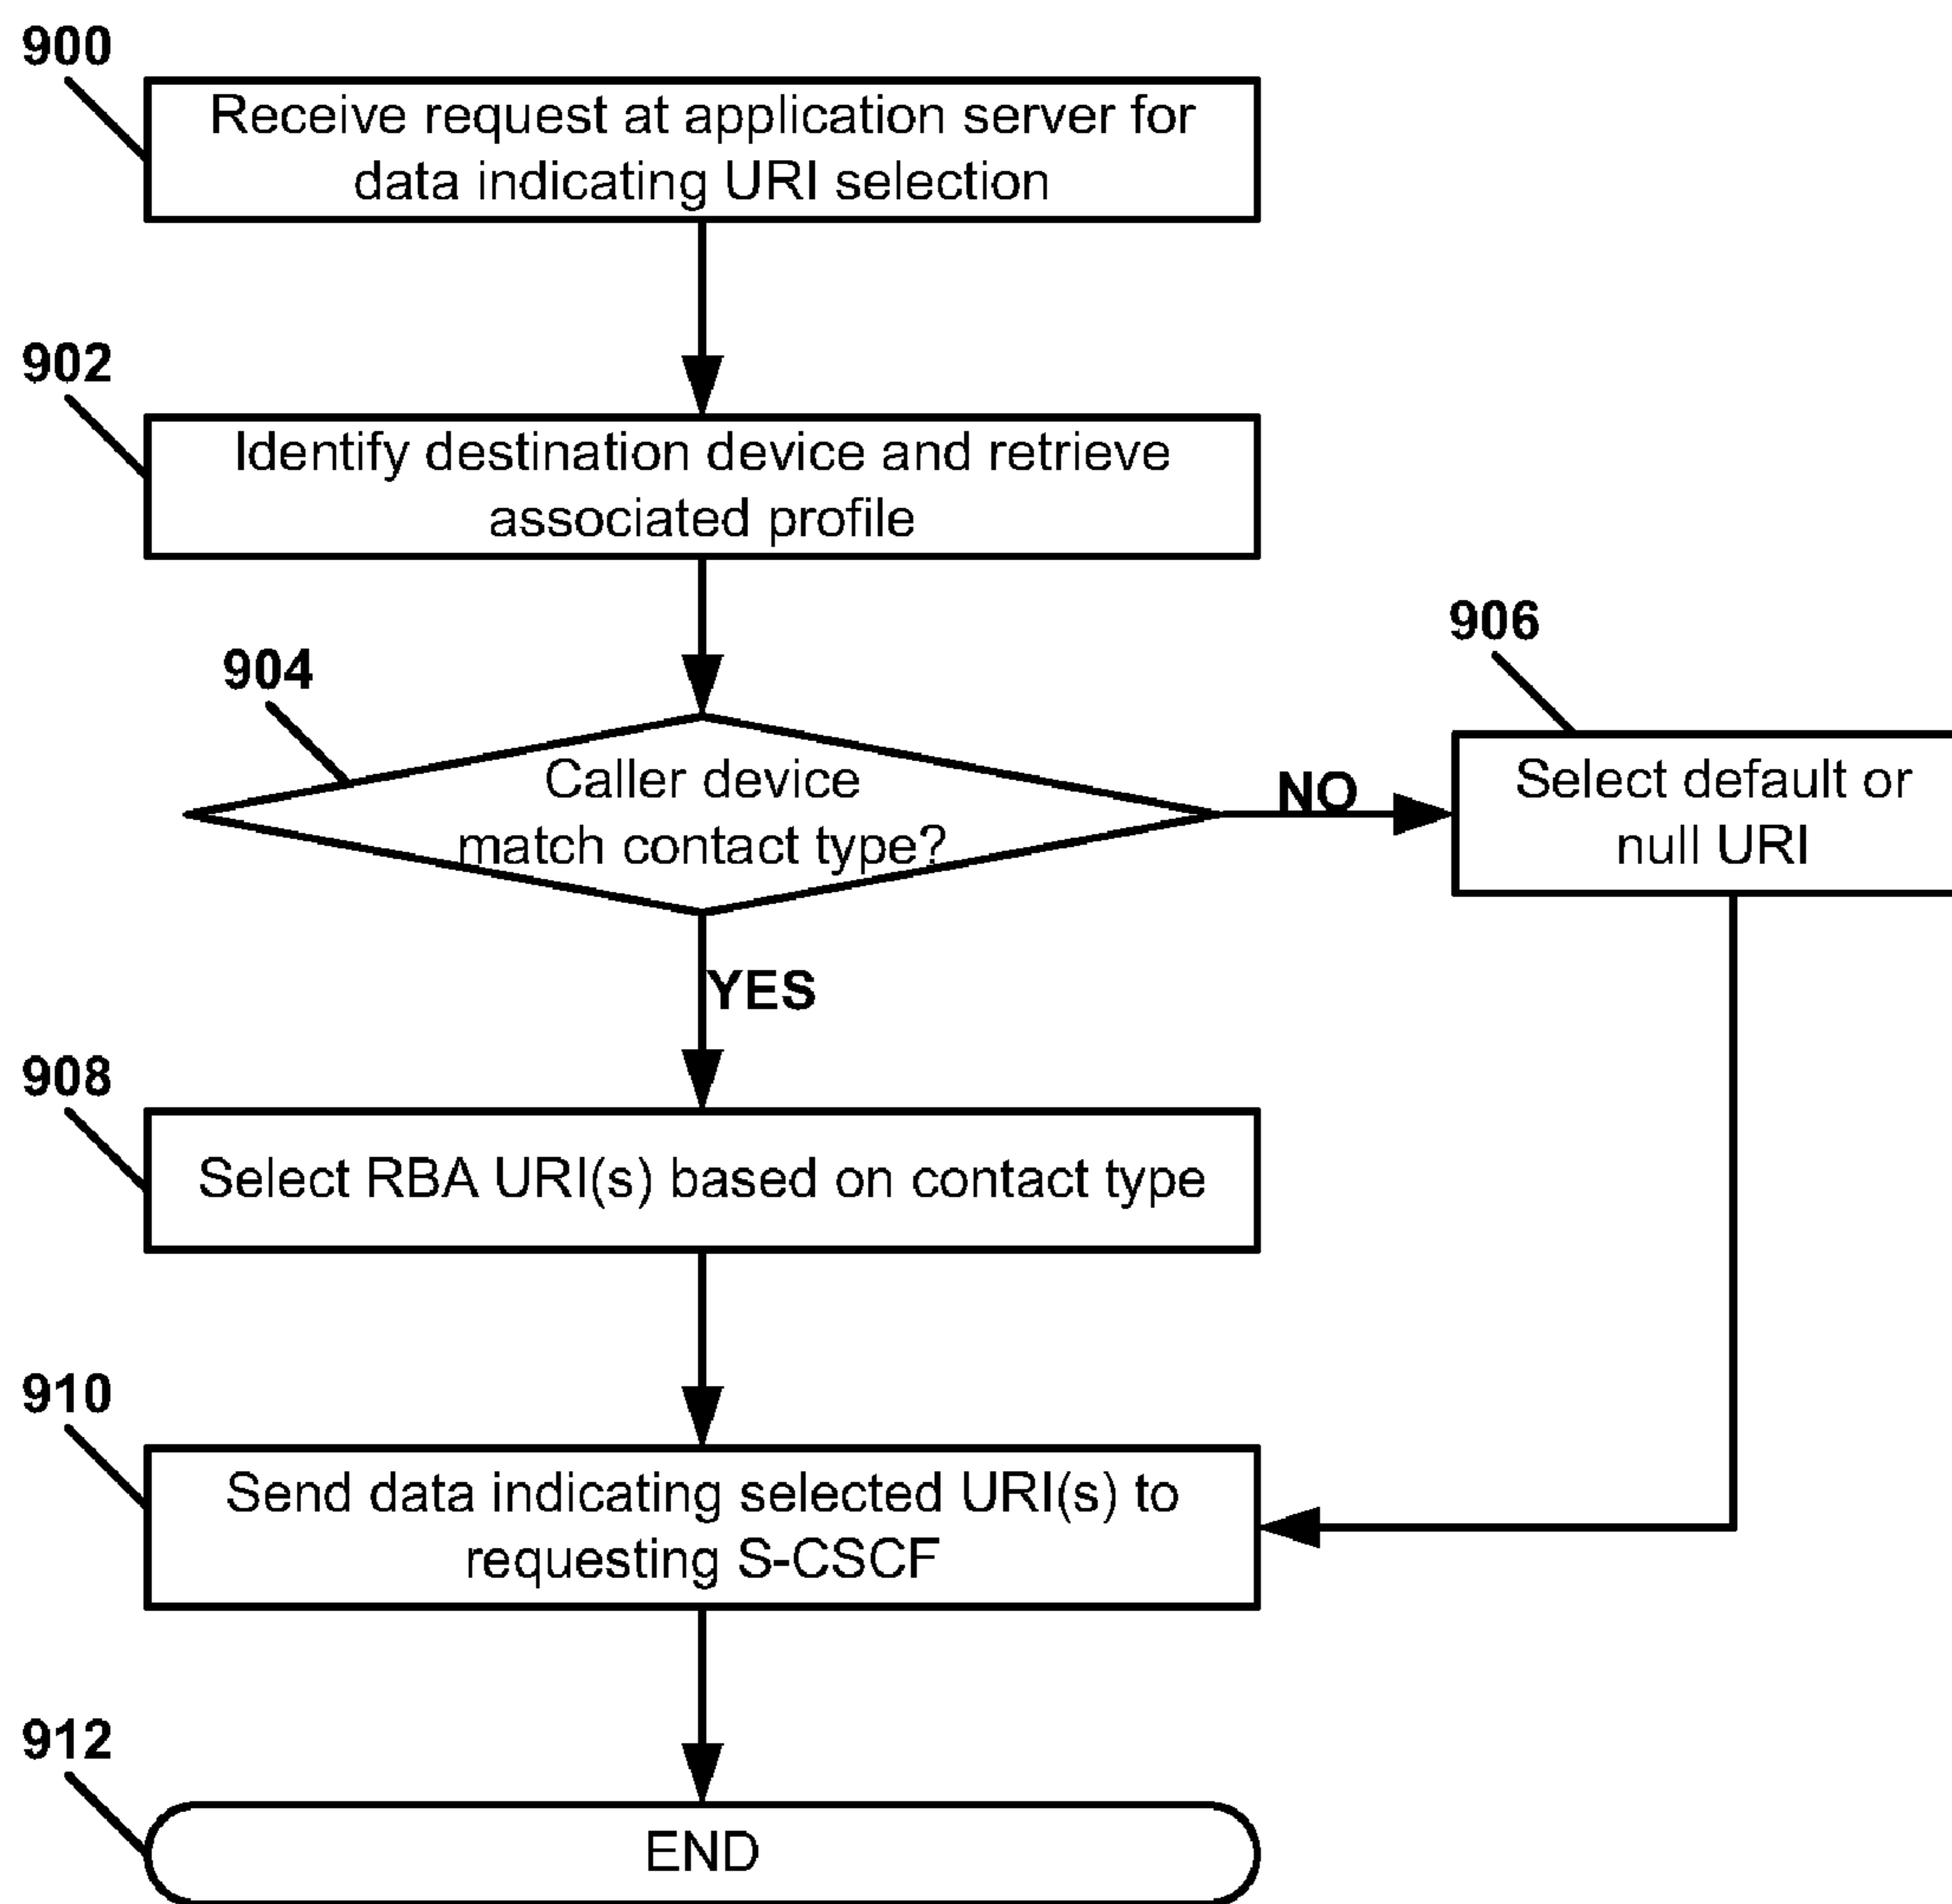 900
Receive request at application server for
data indicating URI selection
902
Identify destination device and retrieve
associated profile
904
Caller device
match contact type?
NO
906
Select default or
null URI
YES
908
Select RBA URI(s) based on contact type
910
Send data indicating selected URI(s) to
requesting S-CSCF
912
END